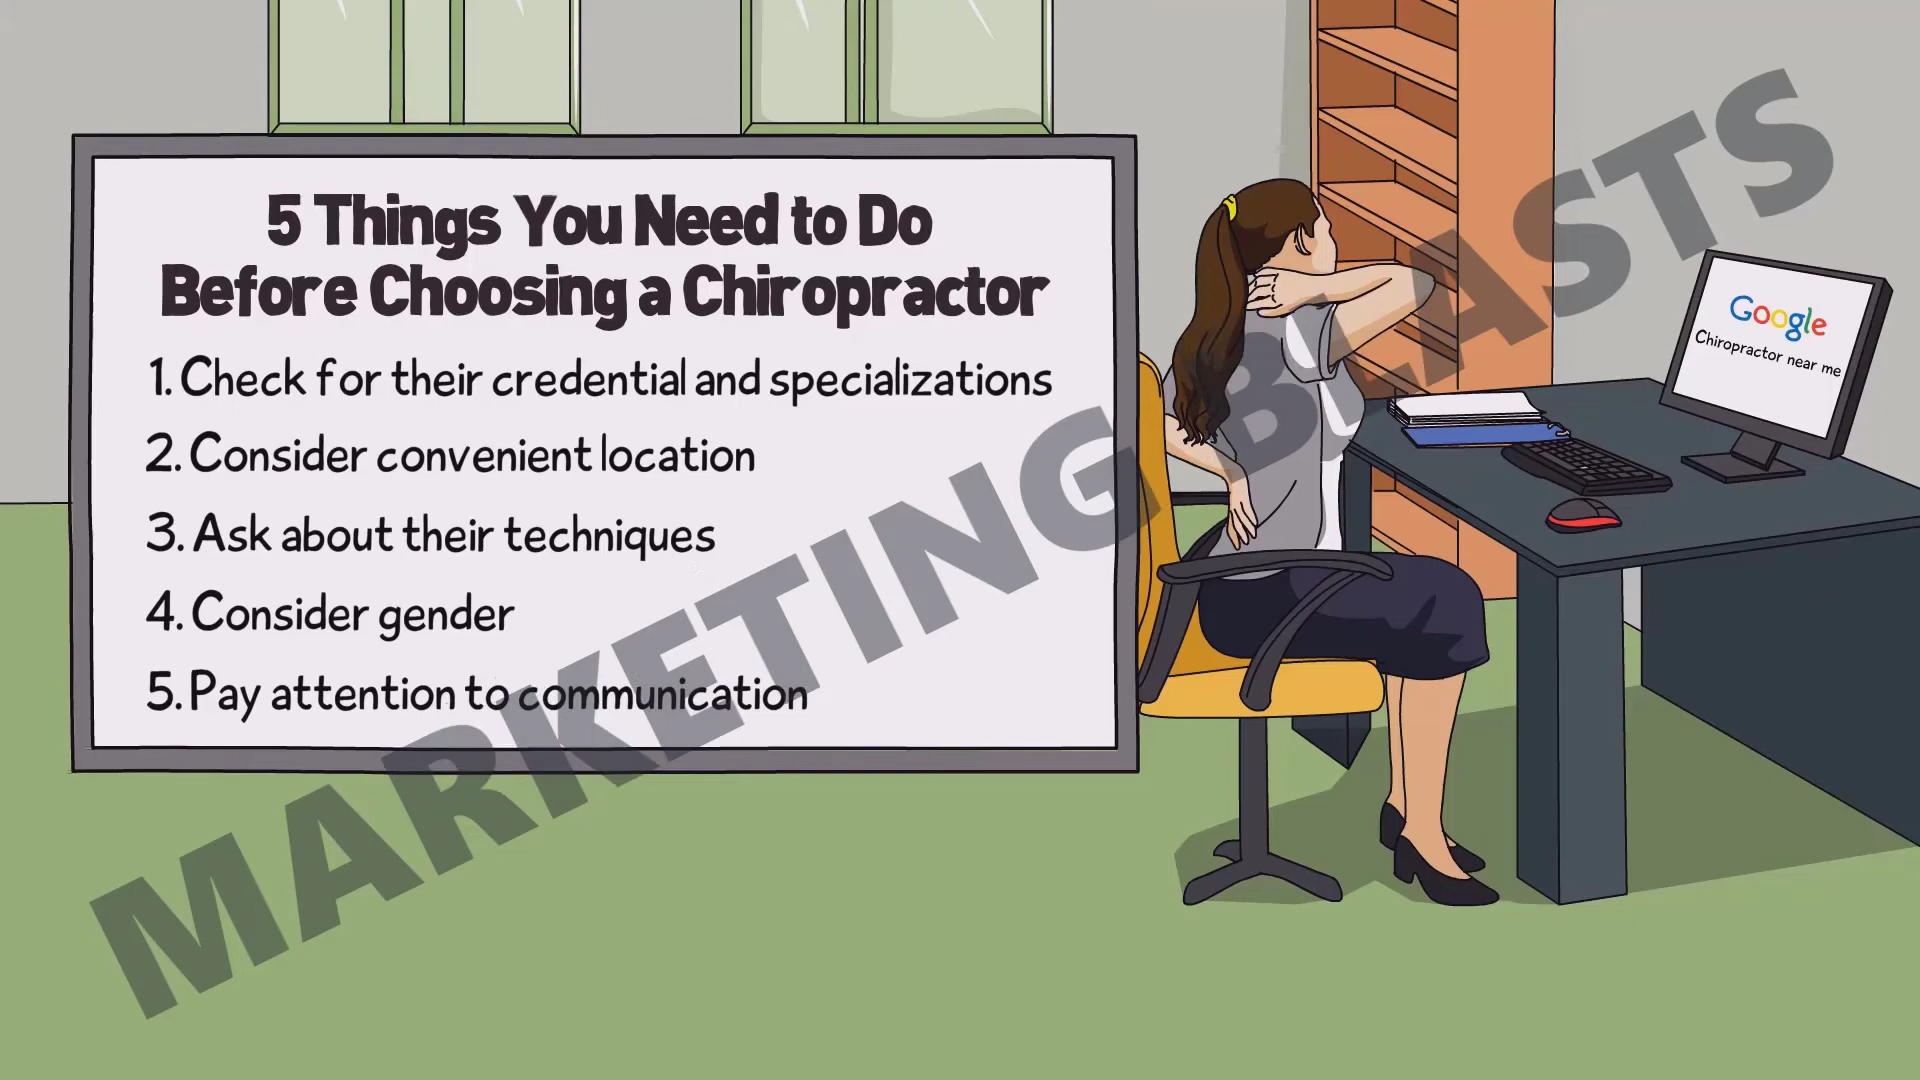 5 Things You Need to Do
Before Choosing a Chiropractor
1. Check for their credential and specializations
2. Consider convenient location
3. Ask about their techniques
4. Consider gender
5. Pay attention to communication
Google
Chiropractor near me
MARKETING BLASTS